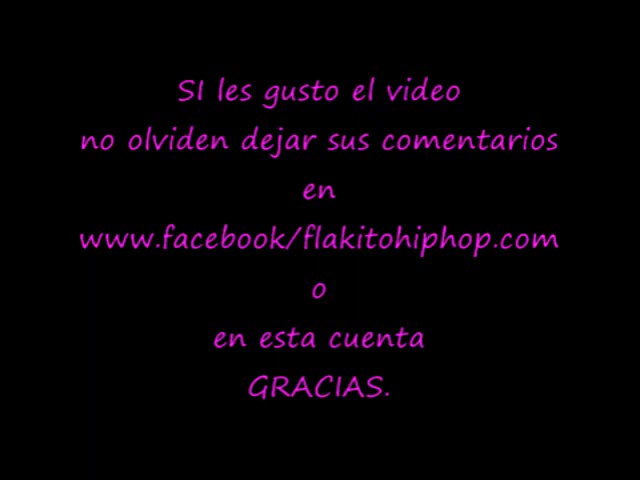 SI les gusto el video
no olviden dejar sus comentarios
en
www.facebook/flakitohiphop.com
o
en esta cuenta
GRACIAS.